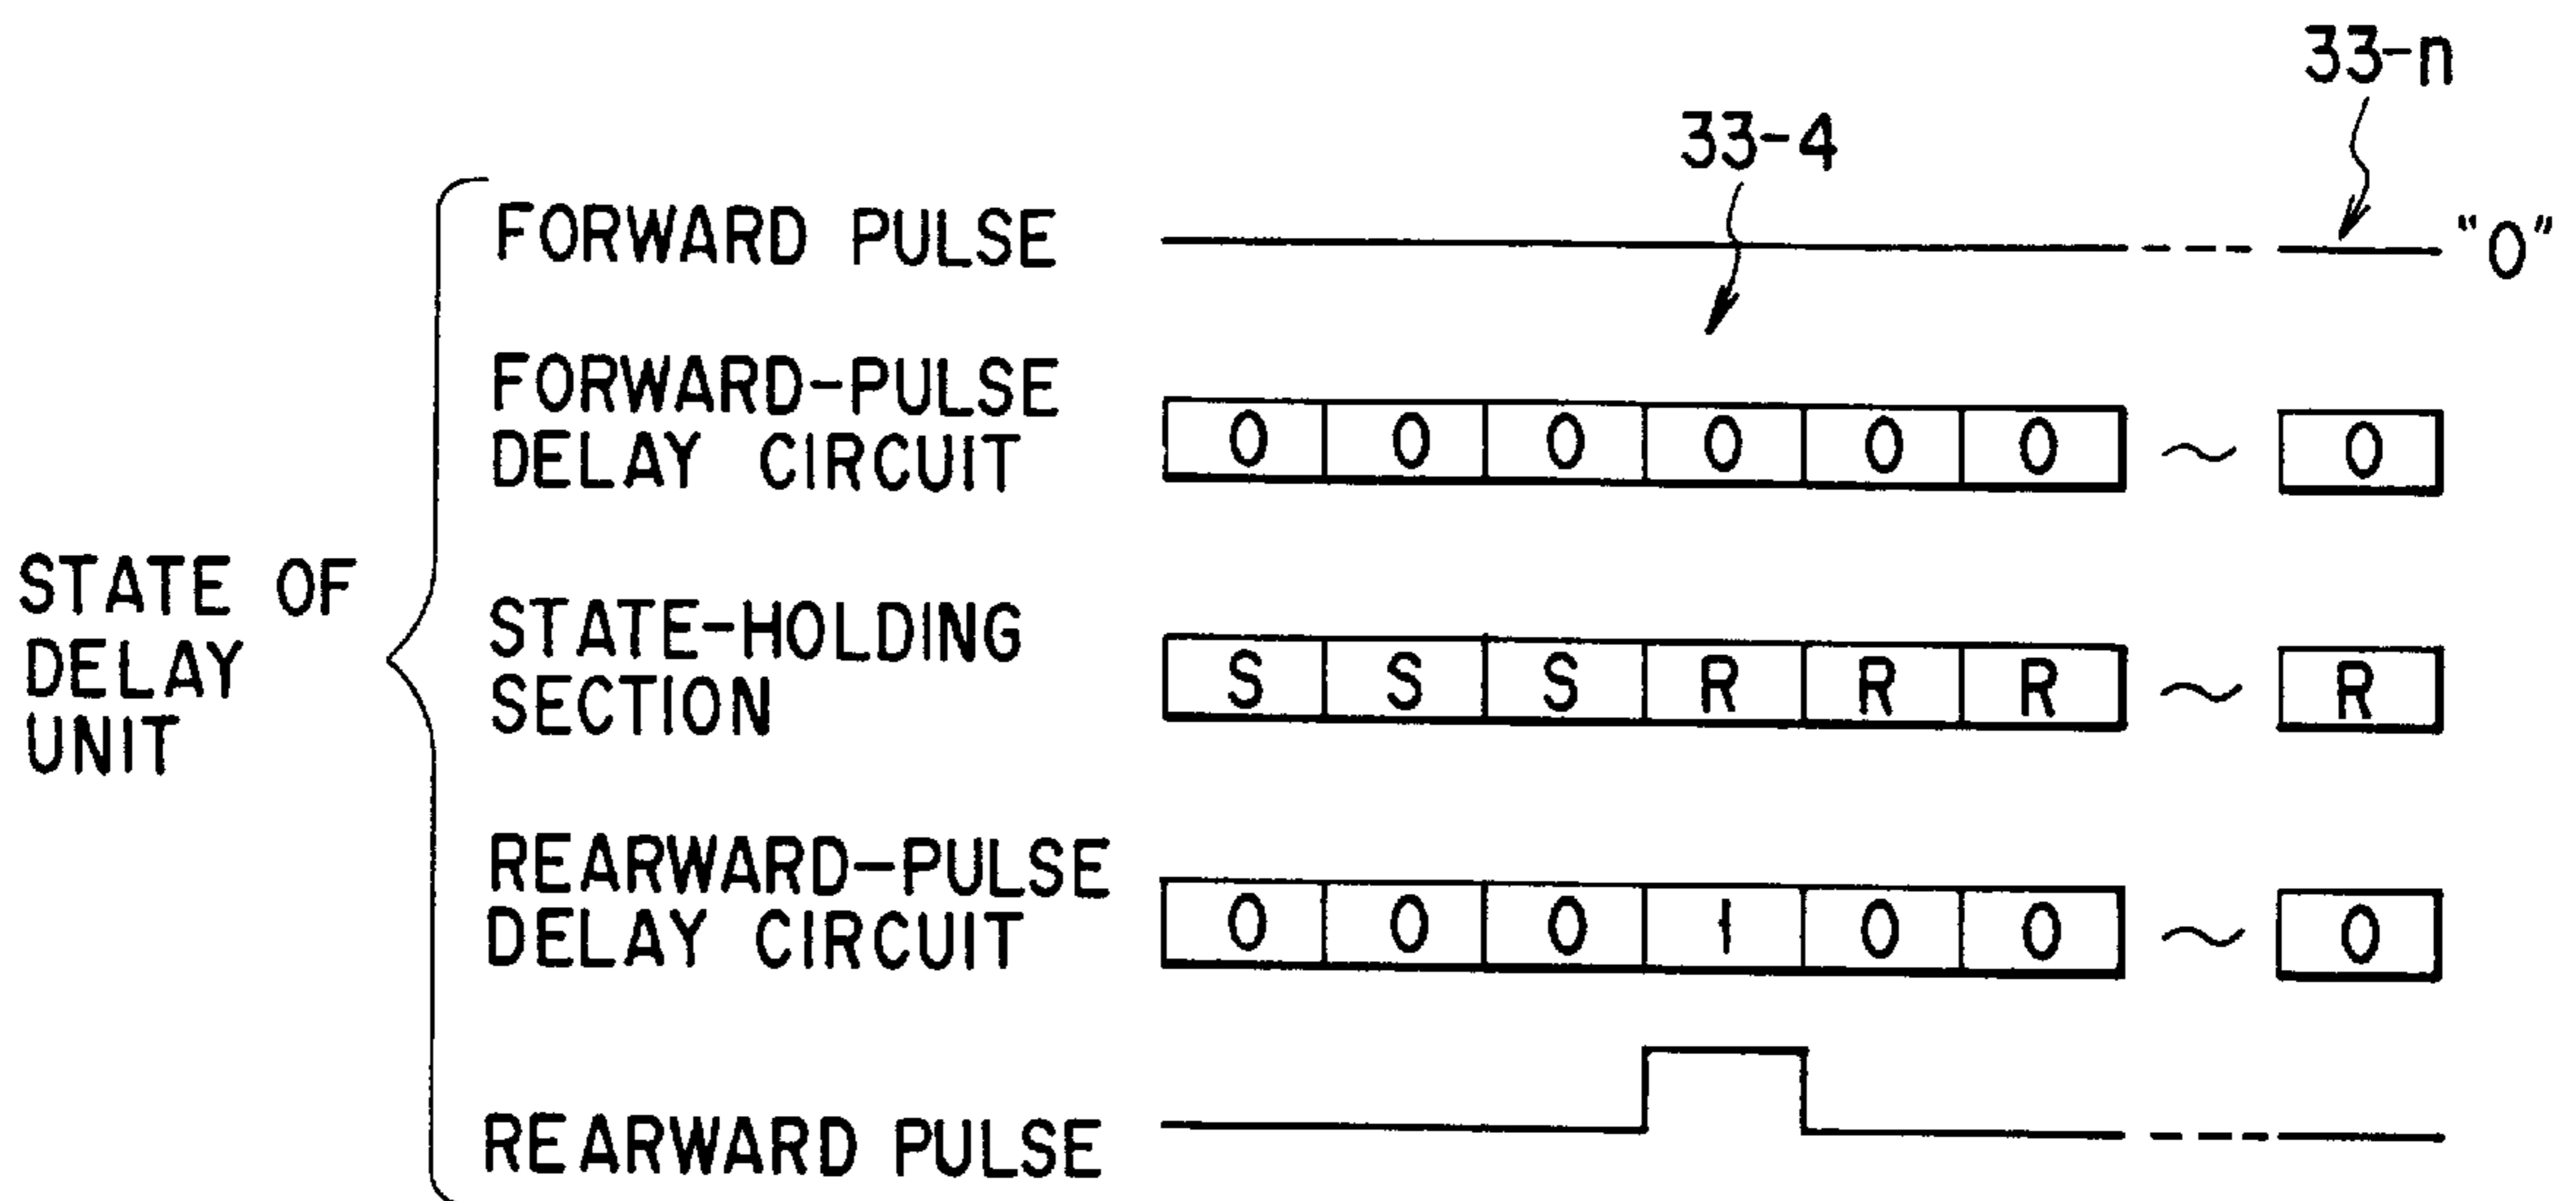 33-n
33-4
FORWARD PULSE
"0"
FORWARD-PULSE
DELAY CIRCUIT
0 0 0 0 0 0 ~ 0
STATE OF
DELAY
UNIT
STATE-HOLDING
SECTION
S S S R R R ~ R
REARWARD-PULSE
DELAY CIRCUIT
0 0 0 1 0 0 ~ 0
REARWARD PULSE